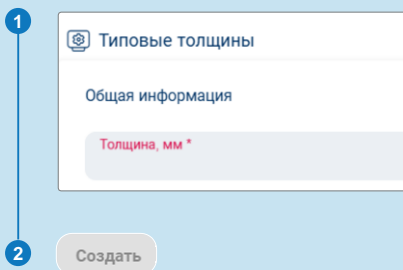 1
Типовые толщины
Общая информация
Толщина, мм *
2
Создать